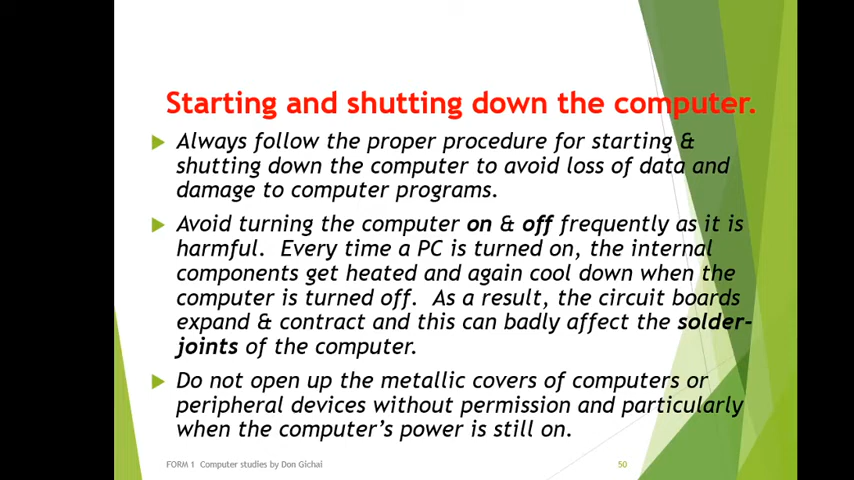 Starting and shutting down the computer.
Always follow the proper procedure for starting &
shutting down the computer to avoid loss of data and
damage to computer programs.
Avoid turning the computer on & off frequently as it is
harmful.  Every time a PC is turned on, the internal
components get heated and again cool down when the
computer is turned off.  As a result, the circuit boards
expand & contract and this can badly affect the solder-
joints of the computer.
Do not open up the metallic covers of computers or
peripheral devices without permission and particularly
when the computer’s power is still on.
FORM 1  Computer studies by Don Gichai
50